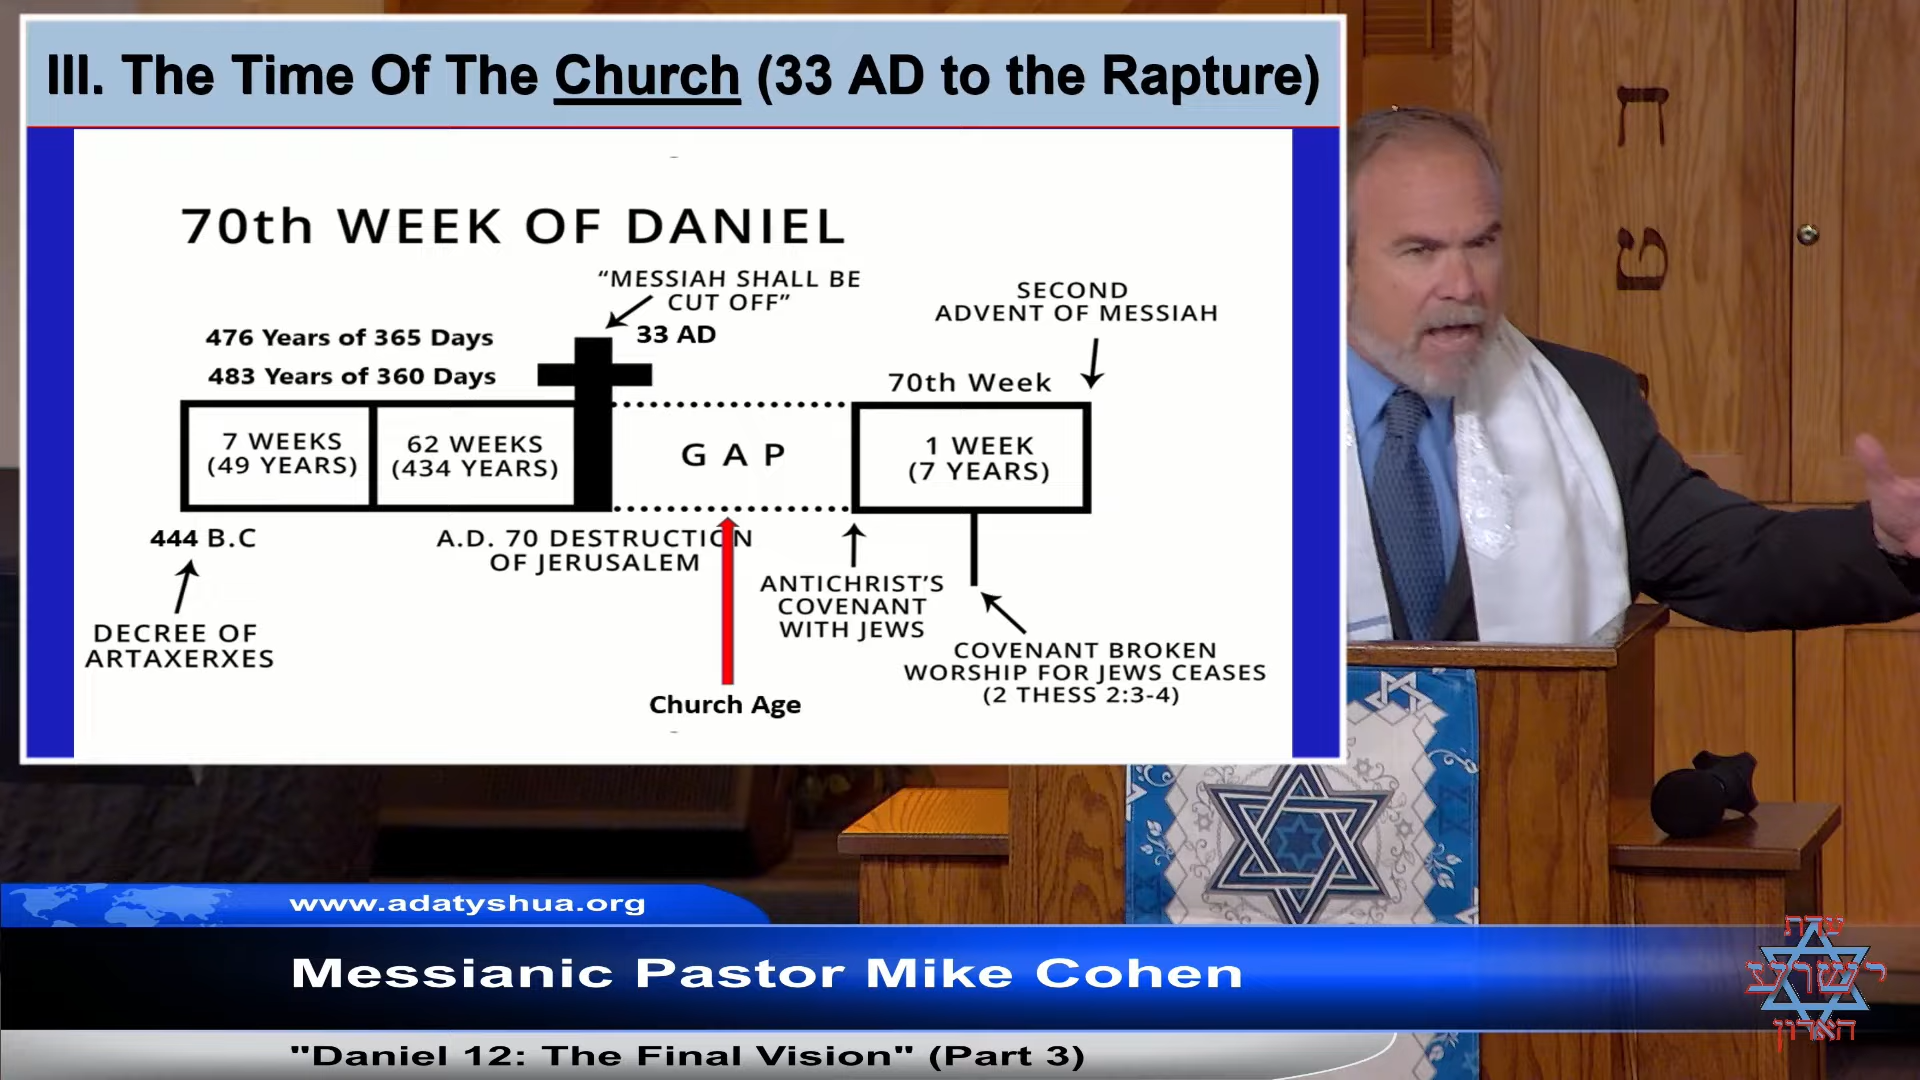 III. The Time Of The Church (33 AD to the Rapture)
70th WEEK OF DANIEL
“MESSIAH SHALL BE
CUT OFF”
33 AD
SECOND
ADVENT OF MESSIAH
476 Years of 365 Days
483 Years of 360 Days
70th Week
7 WEEKS
(49 YEARS)
62 WEEKS
(434 YEARS)
GAP
1 WEEK
(7 YEARS)
444 B.C
A.D. 70 DESTRUCTION
OF JERUSALEM
DECREE OF
ARTAXERXES
ANTICHRIST’S
COVENANT
WITH JEWS
COVENANT BROKEN
WORSHIP FOR JEWS CEASES
(2 THESS 2:3-4)
Church Age
ח
ט
www.adatyshua.org
Messianic Pastor Mike Cohen
"Daniel 12: The Final Vision" (Part 3)
עדת
ישוע
האדון